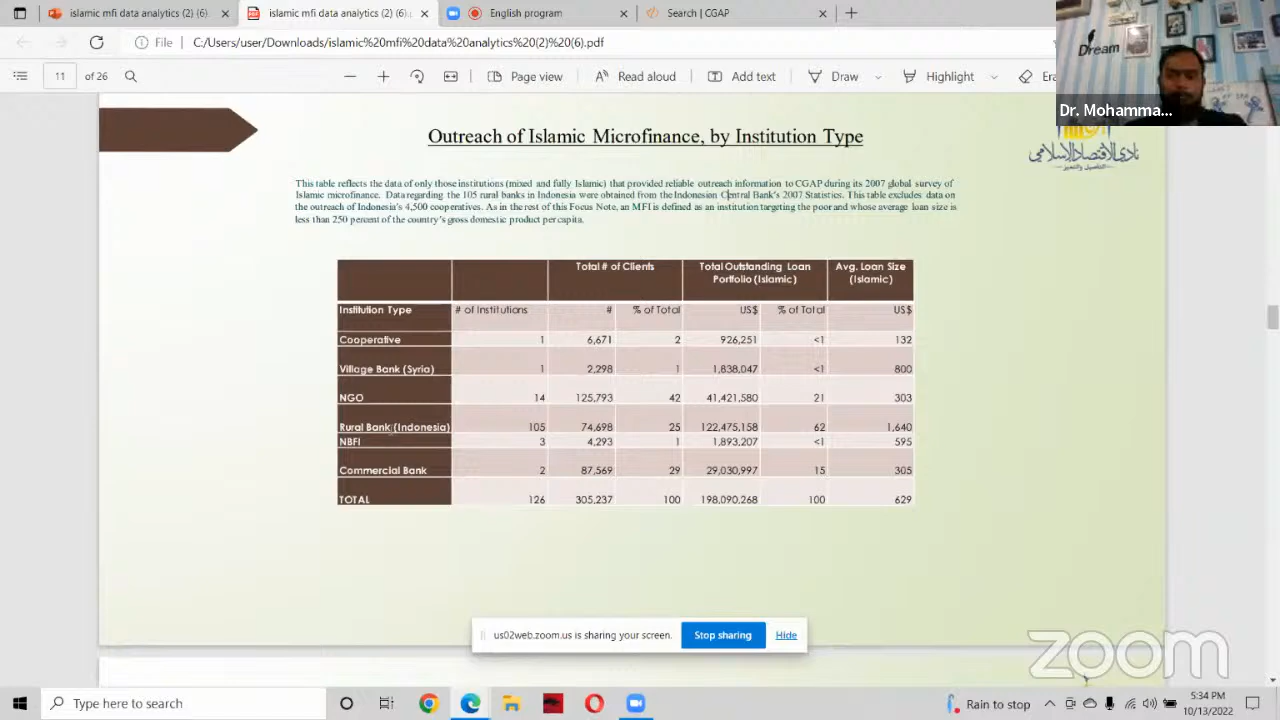 islamic mfi data analytics (2) (6
islamic mfi data analytics (2) (6)
English program
Search | CGAP
File
C:/Users/user/Downloads/islamic%20mfi%20data%20analytics%20(2)%20(6).pdf
11 of 26
Page view
Read aloud
Add text
Draw
Highlight
Era
Dream
Dr. Mohamma...
نادي الاقتصاد الإسلامي
Outreach of Islamic Microfinance, by Institution Type
This table reflects the data of only those institutions (mixed and fully Islamic) that provided reliable outreach information to CGAP during its 2007 global survey of
Islamic microfinance. Data regarding the 105 rural banks in Indonesia were obtained from the Indonesion Central Bank's 2007 Statistics. This table excludes data on
the outreach of Indonesia's 4,500 cooperatives. As in the rest of this Focus Note, an MFI is defined as an institution targeting the poor and whose average loan size is
less than 250 percent of the country's gross domestic product per capita.
Total # of Clients
Total Outstanding Loan
Portfolio (Islamic)
Avg. Loan Size
(Islamic)
Institution Type # of Institutions # % of Total US$ % of Total US$
Cooperative 1 6,671 2 926,251 <1 132
Village Bank (Syria) 1 2,298 1 1,838,047 <1 800
NGO 14 125,793 42 41,421,580 21 303
Rural Bank (Indonesia) 105 74,698 25 122,475,158 62 1,640
NBFI 3 4,293 1 1,893,207 <1 595
Commercial Bank 2 87,569 29 29,030,997 15 305
TOTAL 126 305,237 100 198,090,268 100 629
us02web.zoom.us is sharing your screen.
Stop sharing
Hide
zoom
Type here to search
Rain to stop
5:34 PM
10/13/2022